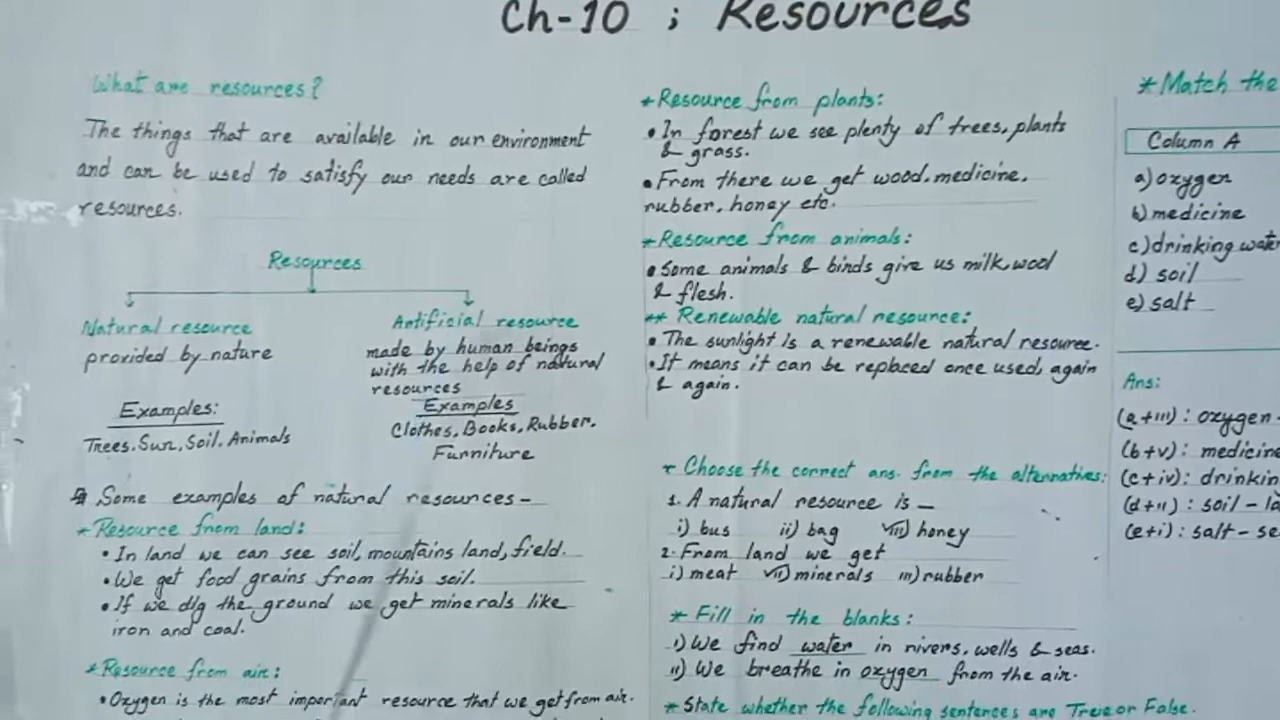 Ch-10 ; Resources
What are resources?
The things that are available in our environment
and can be used to satisfy our needs are called
resources.
Resources
Natural resource
provided by nature
Examples:
Trees, Sun, Soil, Animals
Artificial resource
made by human beings
with the help of natural
resources
Examples
Clothes, Books, Rubber,
Furniture
Some examples of natural resources-
* Resource from land:
• In land we can see soil, mountains land, field.
• We get food grains from this soil.
• If we dig the ground we get minerals like
iron and coal.
* Resource from air:
• Oxygen is the most important resource that we get from air.
* Resource from plants:
• In forest we see plenty of trees, plants
& grass.
• From there we get wood, medicine,
rubber, honey etc.
* Resource from animals:
• Some animals & birds give us milk, wool
& flesh.
** Renewable natural resource:
• The sunlight is a renewable natural resource.
• It means it can be replaced once used, again
& again.
* Choose the correct ans. from the alternatives:
1. A natural resource is —
i) bus ii) bag ✓iii) honey
2. From land we get
i) meat ✓ii) minerals iii) rubber
* Fill in the blanks:
i) We find water in rivers, wells & seas.
ii) We breathe in oxygen from the air.
* State whether the following sentences are True or False.
* Match the
Column A
a) oxygen
b) medicine
c) drinking water
d) soil
e) salt
Ans:
(a+iii) : oxygen
(b+v) : medicine
(c+iv) : drinkin
(d+ii) : soil - la
(e+i) : salt - se